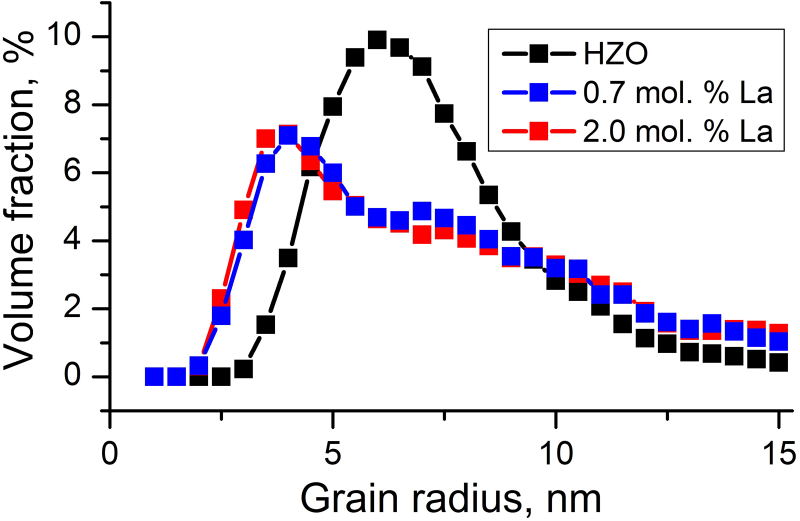 Volume fraction, %
10
8
6
4
2
0
HZO
0.7 mol. % La
2.0 mol. % La
0
5
10
15
Grain radius, nm